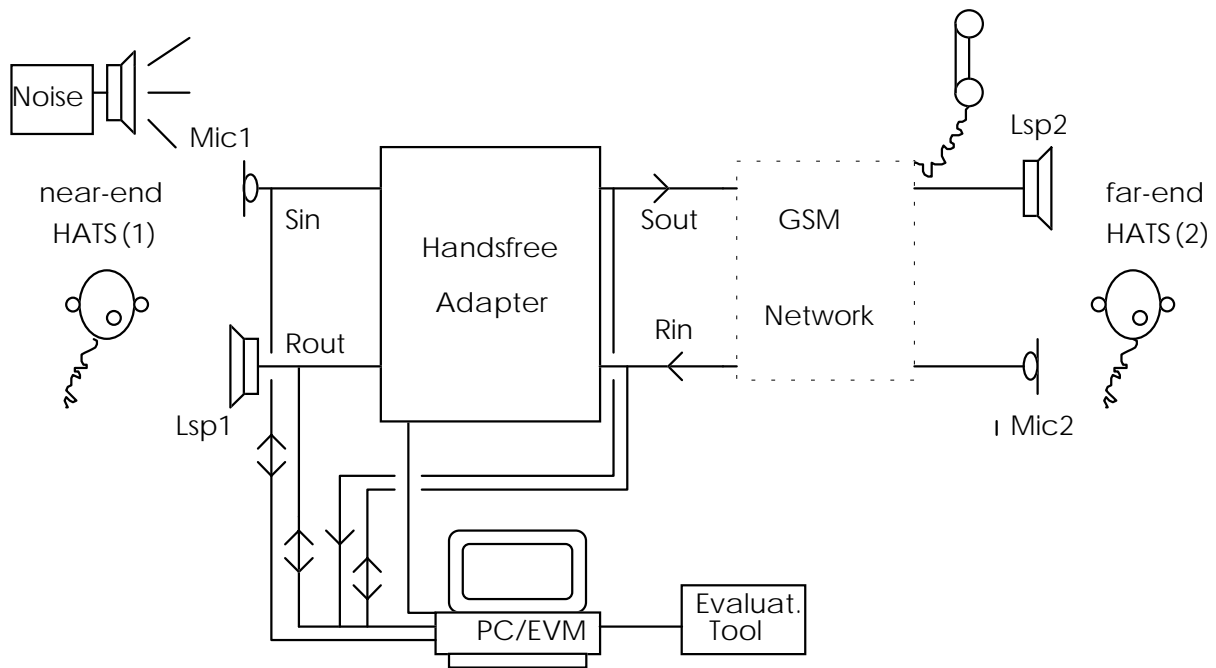 Noise
Mic1
Lsp2
near-end
HATS (1)
far-end
HATS (2)
Sin
Sout
GSM
Handsfree
Adapter
Rout
Rin
Network
Lsp1
Mic2
PC/EVM
Evaluat.
Tool